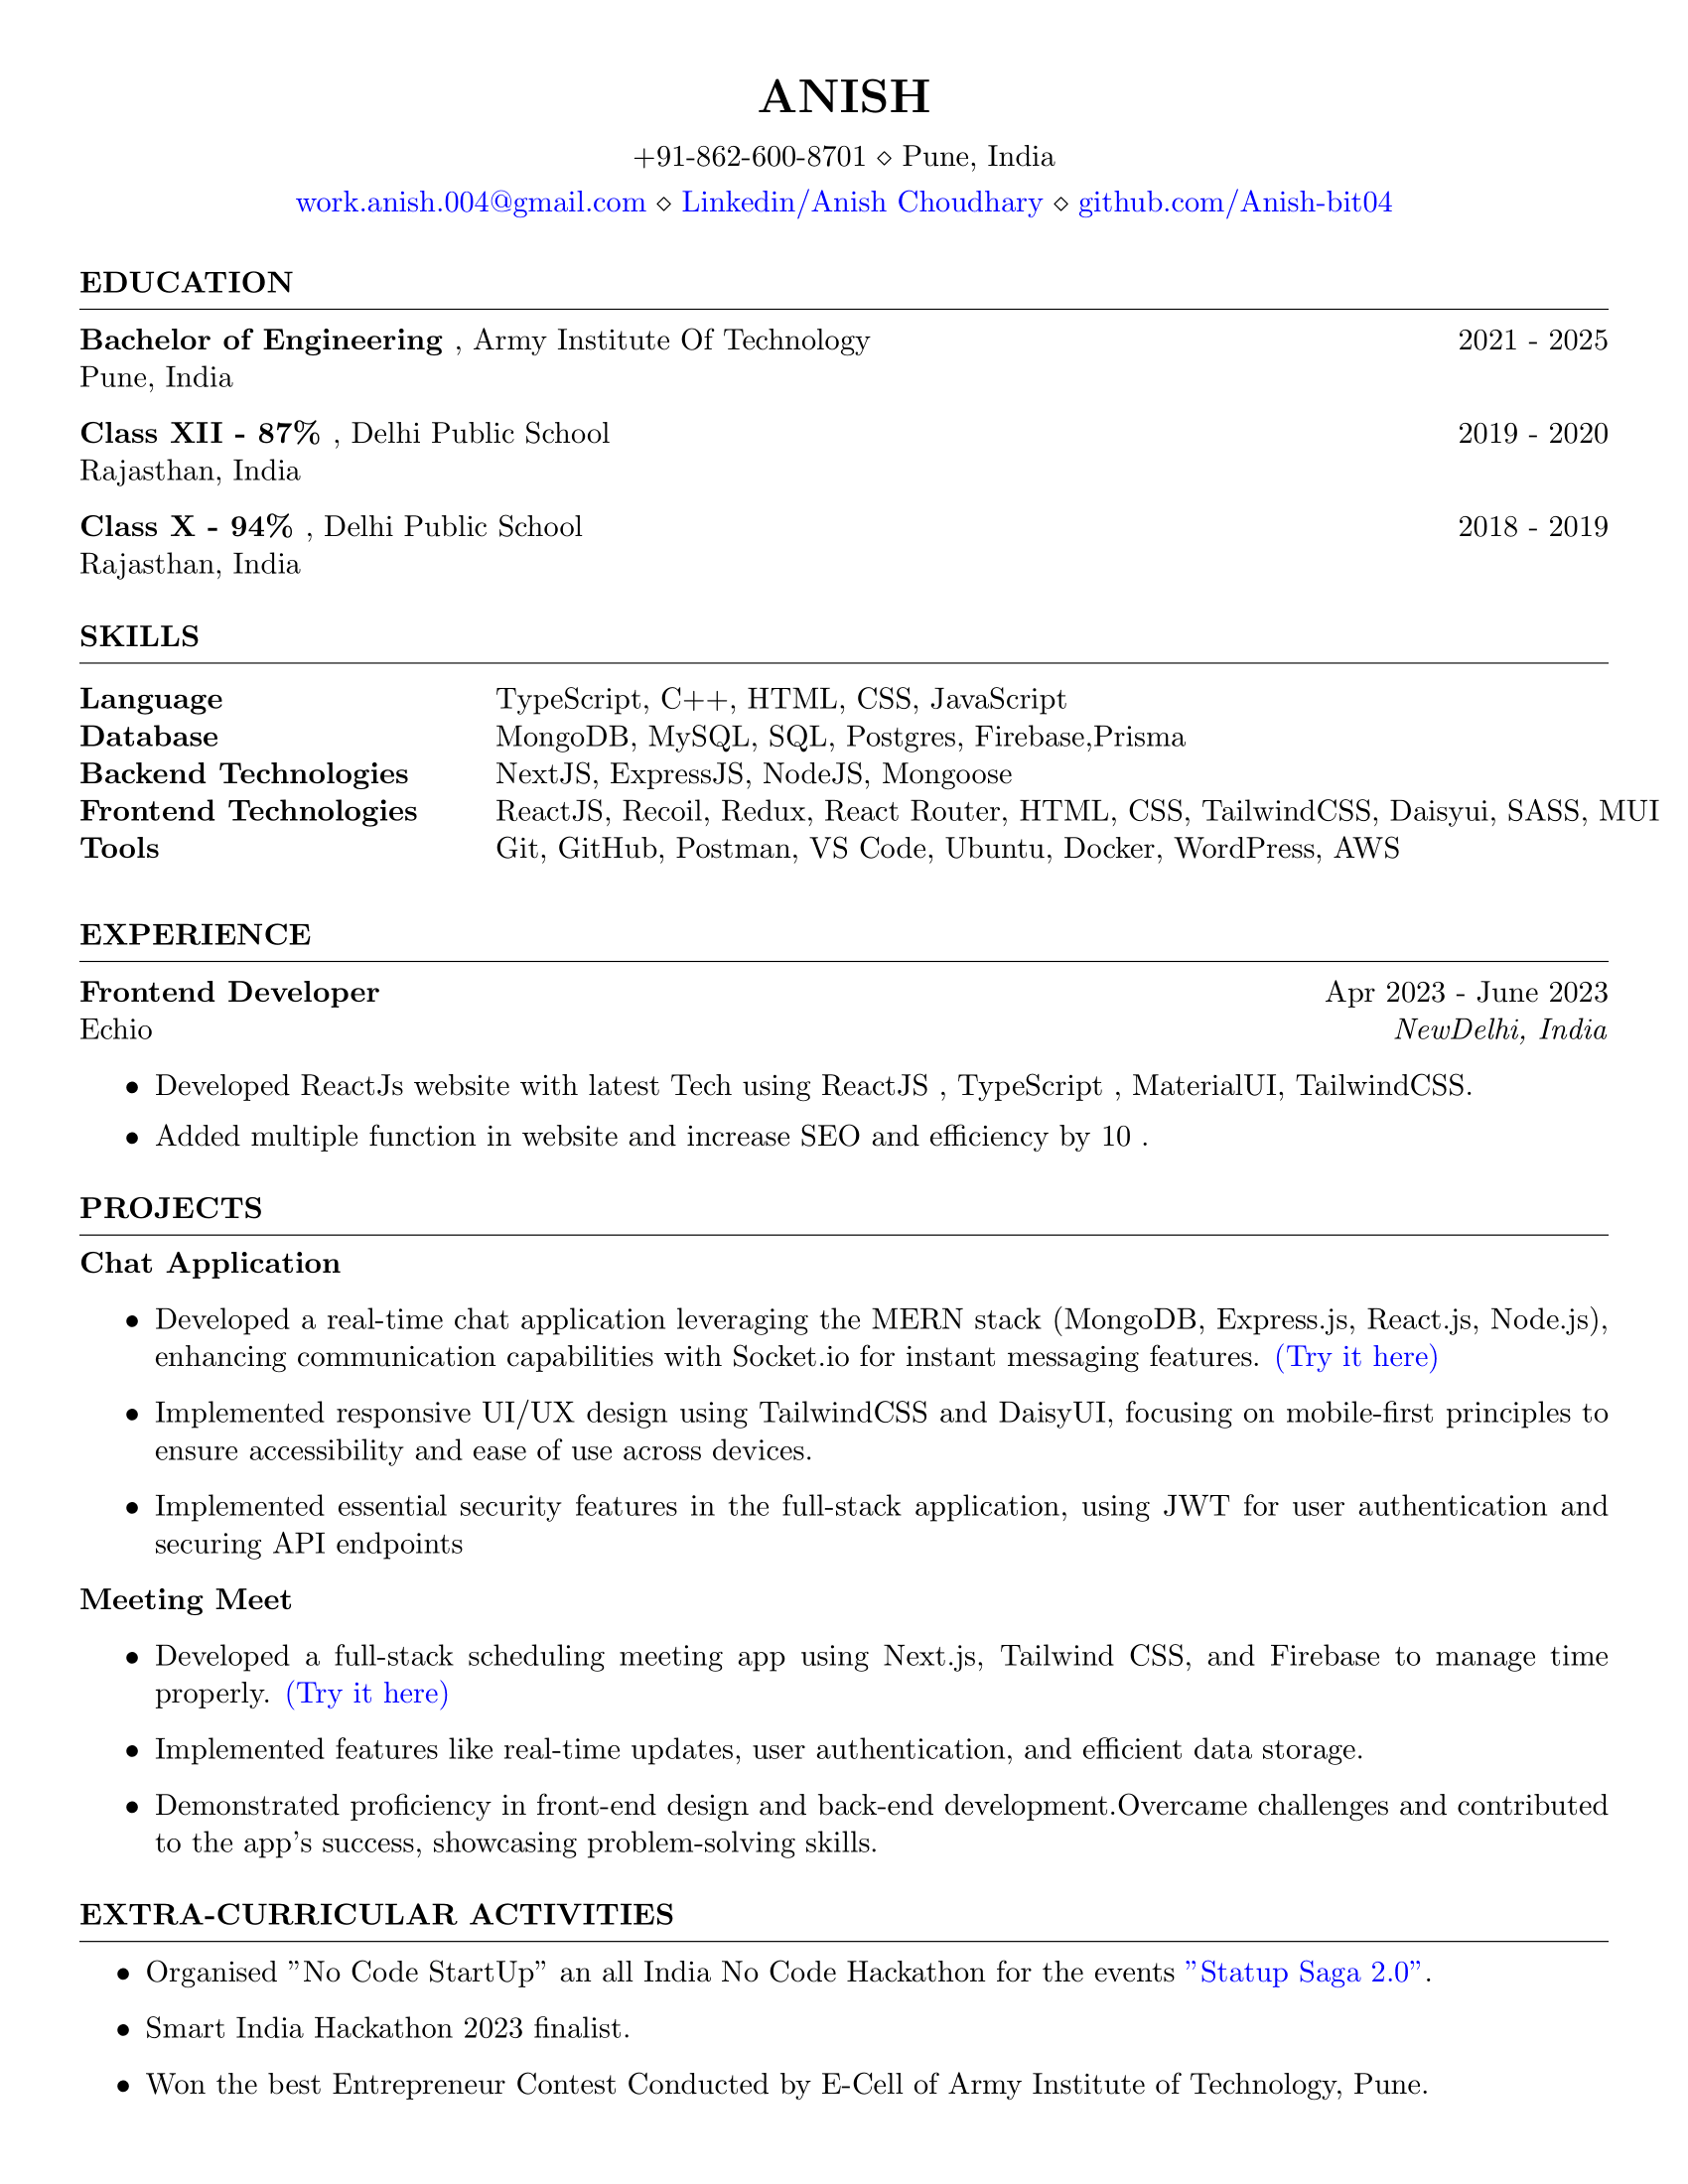 ANISH
+91-862-600-8701 ⋄ Pune, India
work.anish.004@gmail.com ⋄ Linkedin/Anish Choudhary ⋄ github.com/Anish-bit04
EDUCATION
Bachelor of Engineering , Army Institute Of Technology 2021 - 2025
Pune, India
Class XII - 87% , Delhi Public School 2019 - 2020
Rajasthan, India
Class X - 94% , Delhi Public School 2018 - 2019
Rajasthan, India
SKILLS
Language TypeScript, C++, HTML, CSS, JavaScript
Database MongoDB, MySQL, SQL, Postgres, Firebase,Prisma
Backend Technologies NextJS, ExpressJS, NodeJS, Mongoose
Frontend Technologies ReactJS, Recoil, Redux, React Router, HTML, CSS, TailwindCSS, Daisyui, SASS, MUI
Tools Git, GitHub, Postman, VS Code, Ubuntu, Docker, WordPress, AWS
EXPERIENCE
Frontend Developer Apr 2023 - June 2023
Echio NewDelhi, India
• Developed ReactJs website with latest Tech using ReactJS , TypeScript , MaterialUI, TailwindCSS.
• Added multiple function in website and increase SEO and efficiency by 10 .
PROJECTS
Chat Application
• Developed a real-time chat application leveraging the MERN stack (MongoDB, Express.js, React.js, Node.js),
enhancing communication capabilities with Socket.io for instant messaging features. (Try it here)
• Implemented responsive UI/UX design using TailwindCSS and DaisyUI, focusing on mobile-first principles to
ensure accessibility and ease of use across devices.
• Implemented essential security features in the full-stack application, using JWT for user authentication and
securing API endpoints
Meeting Meet
• Developed a full-stack scheduling meeting app using Next.js, Tailwind CSS, and Firebase to manage time
properly. (Try it here)
• Implemented features like real-time updates, user authentication, and efficient data storage.
• Demonstrated proficiency in front-end design and back-end development.Overcame challenges and contributed
to the app's success, showcasing problem-solving skills.
EXTRA-CURRICULAR ACTIVITIES
• Organised ”No Code StartUp” an all India No Code Hackathon for the events ”Statup Saga 2.0”.
• Smart India Hackathon 2023 finalist.
• Won the best Entrepreneur Contest Conducted by E-Cell of Army Institute of Technology, Pune.